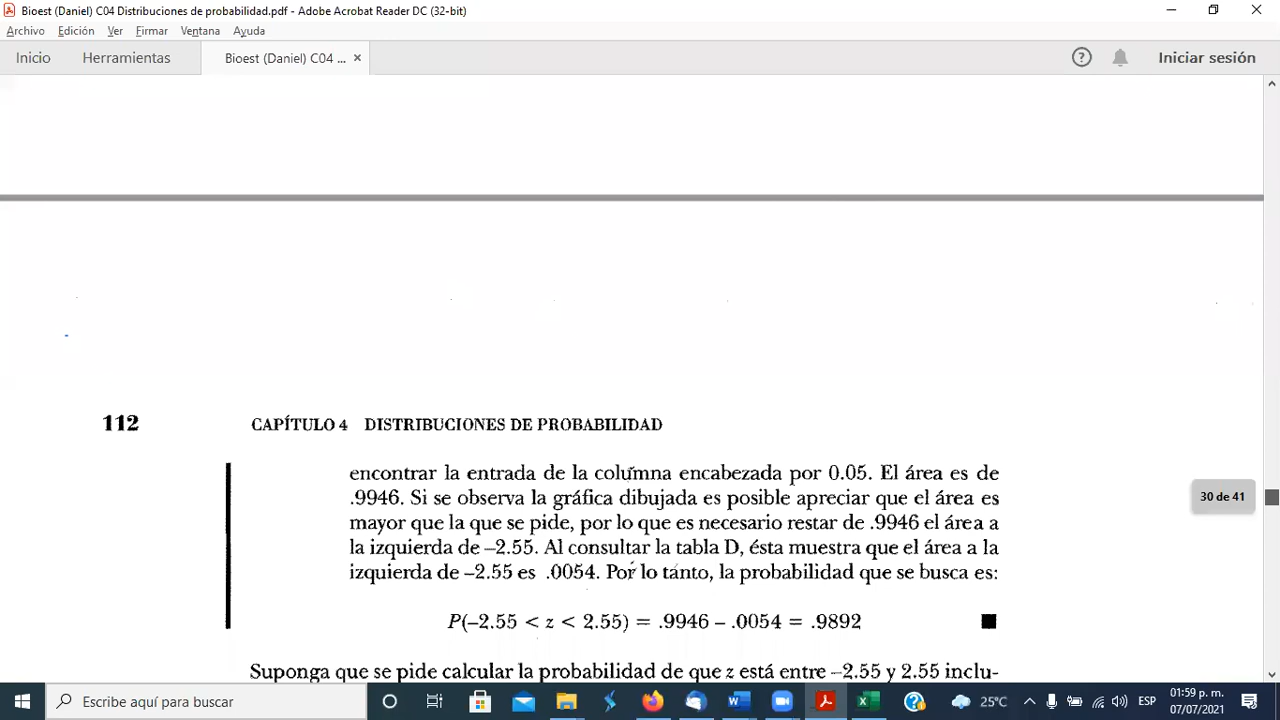 Bioest (Daniel) C04 Distribuciones de probabilidad.pdf - Adobe Acrobat Reader DC (32-bit)
Archivo Edición Ver Firmar Ventana Ayuda
Inicio Herramientas Bioest (Daniel) C04 ... × Iniciar sesión
112 CAPÍTULO 4 DISTRIBUCIONES DE PROBABILIDAD
encontrar la entrada de la columna encabezada por 0.05. El área es de
.9946. Si se observa la gráfica dibujada es posible apreciar que el área es
mayor que la que se pide, por lo que es necesario restar de .9946 el área a
la izquierda de –2.55. Al consultar la tabla D, ésta muestra que el área a la
izquierda de –2.55 es .0054. Por lo tanto, la probabilidad que se busca es:
30 de 41
P(–2.55 < z < 2.55) = .9946 – .0054 = .9892
Suponga que se pide calcular la probabilidad de que z está entre –2.55 y 2.55 inclu-
Escribe aquí para buscar 25°C ESP 01:59 p. m.
07/07/2021